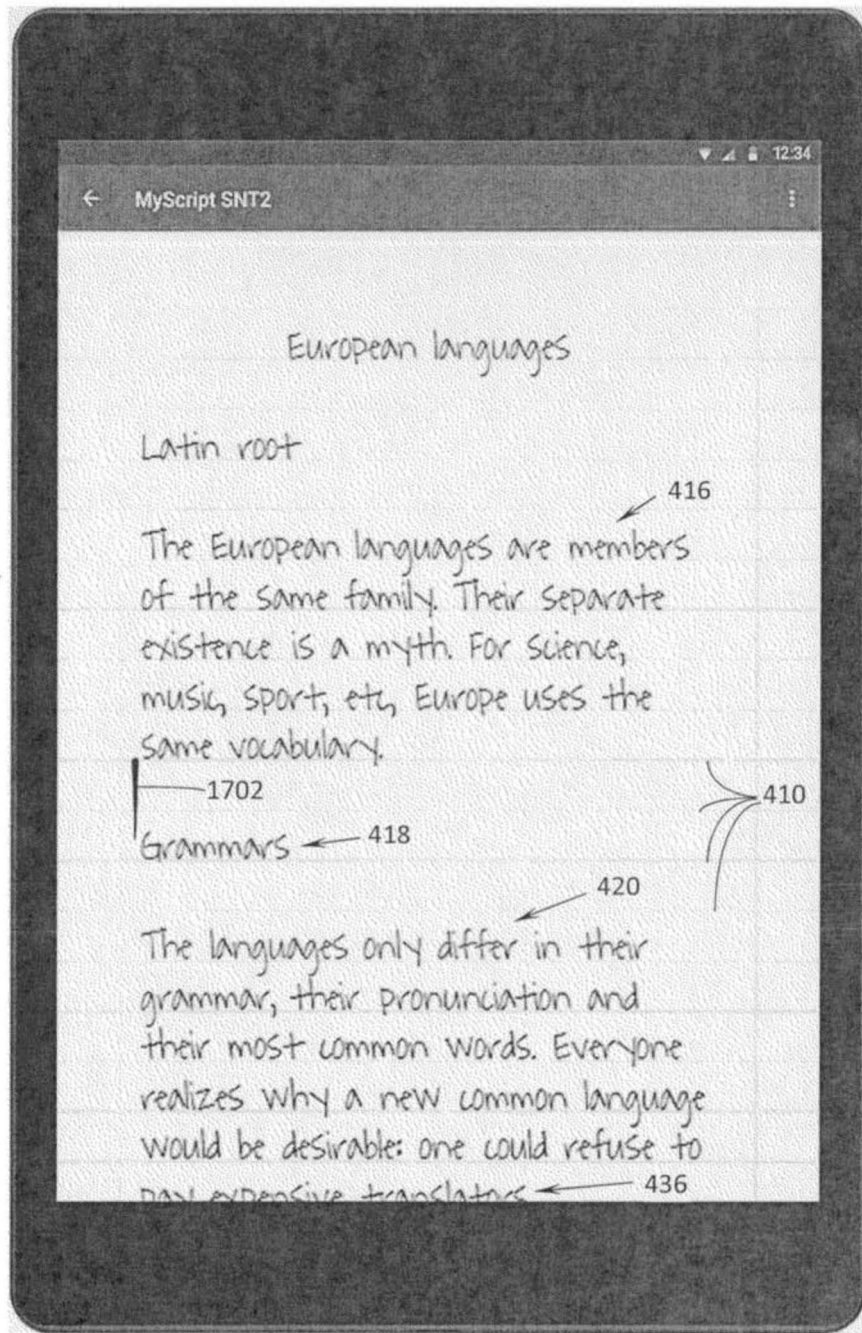 12:34
MyScript SNT2
European languages
Latin root
416
The European languages are members
of the same family. Their separate
existence is a myth. For science,
music, sport, etc, Europe uses the
same vocabulary.
1702
410
Grammars
418
420
The languages only differ in their
grammar, their pronunciation and
their most common words. Everyone
realizes why a new common language
would be desirable: one could refuse to
pay expensive translators
436